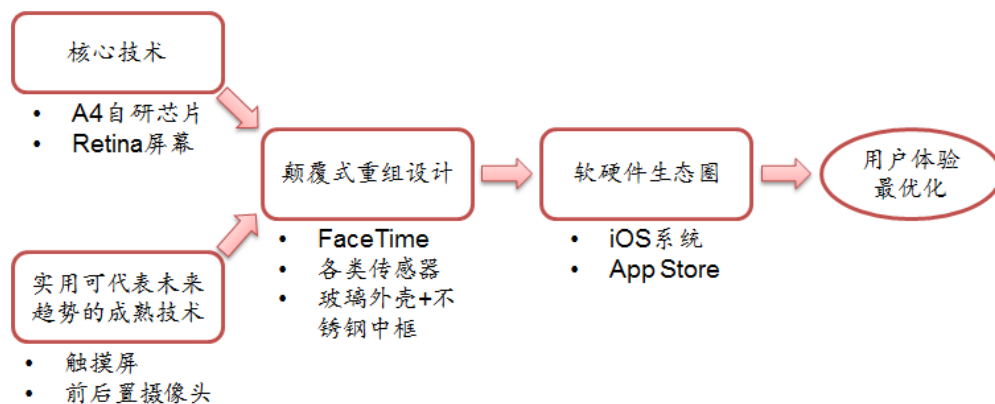 核心技术
• A4自研芯片
• Retina屏幕
实用可代表未来
趋势的成熟技术
• 触摸屏
• 前后置摄像头
颠覆式重组设计
• FaceTime
• 各类传感器
• 玻璃外壳+不
锈钢中框
软硬件生态圈
• iOS系统
• App Store
用户体验
最优化